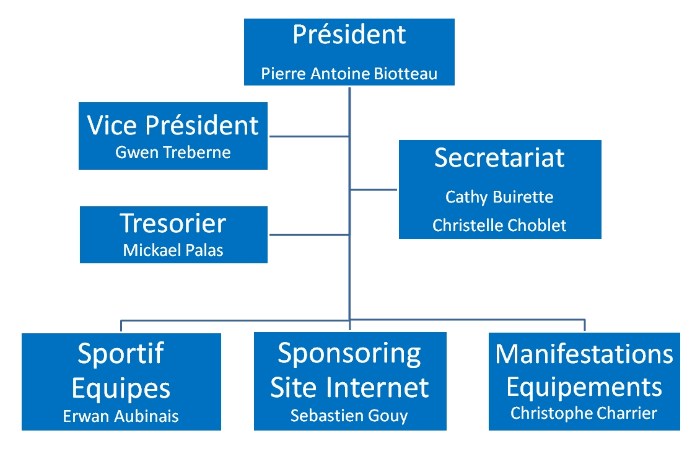 Président
Pierre Antoine Biotteau
Vice Président
Gwen Treberne
Secretariat
Cathy Buirette
Christelle Choblet
Tresorier
Mickael Palas
Sportif
Equipes
Erwan Aubinais
Sponsoring
Site Internet
Sebastien Gouy
Manifestations
Equipements
Christophe Charrier